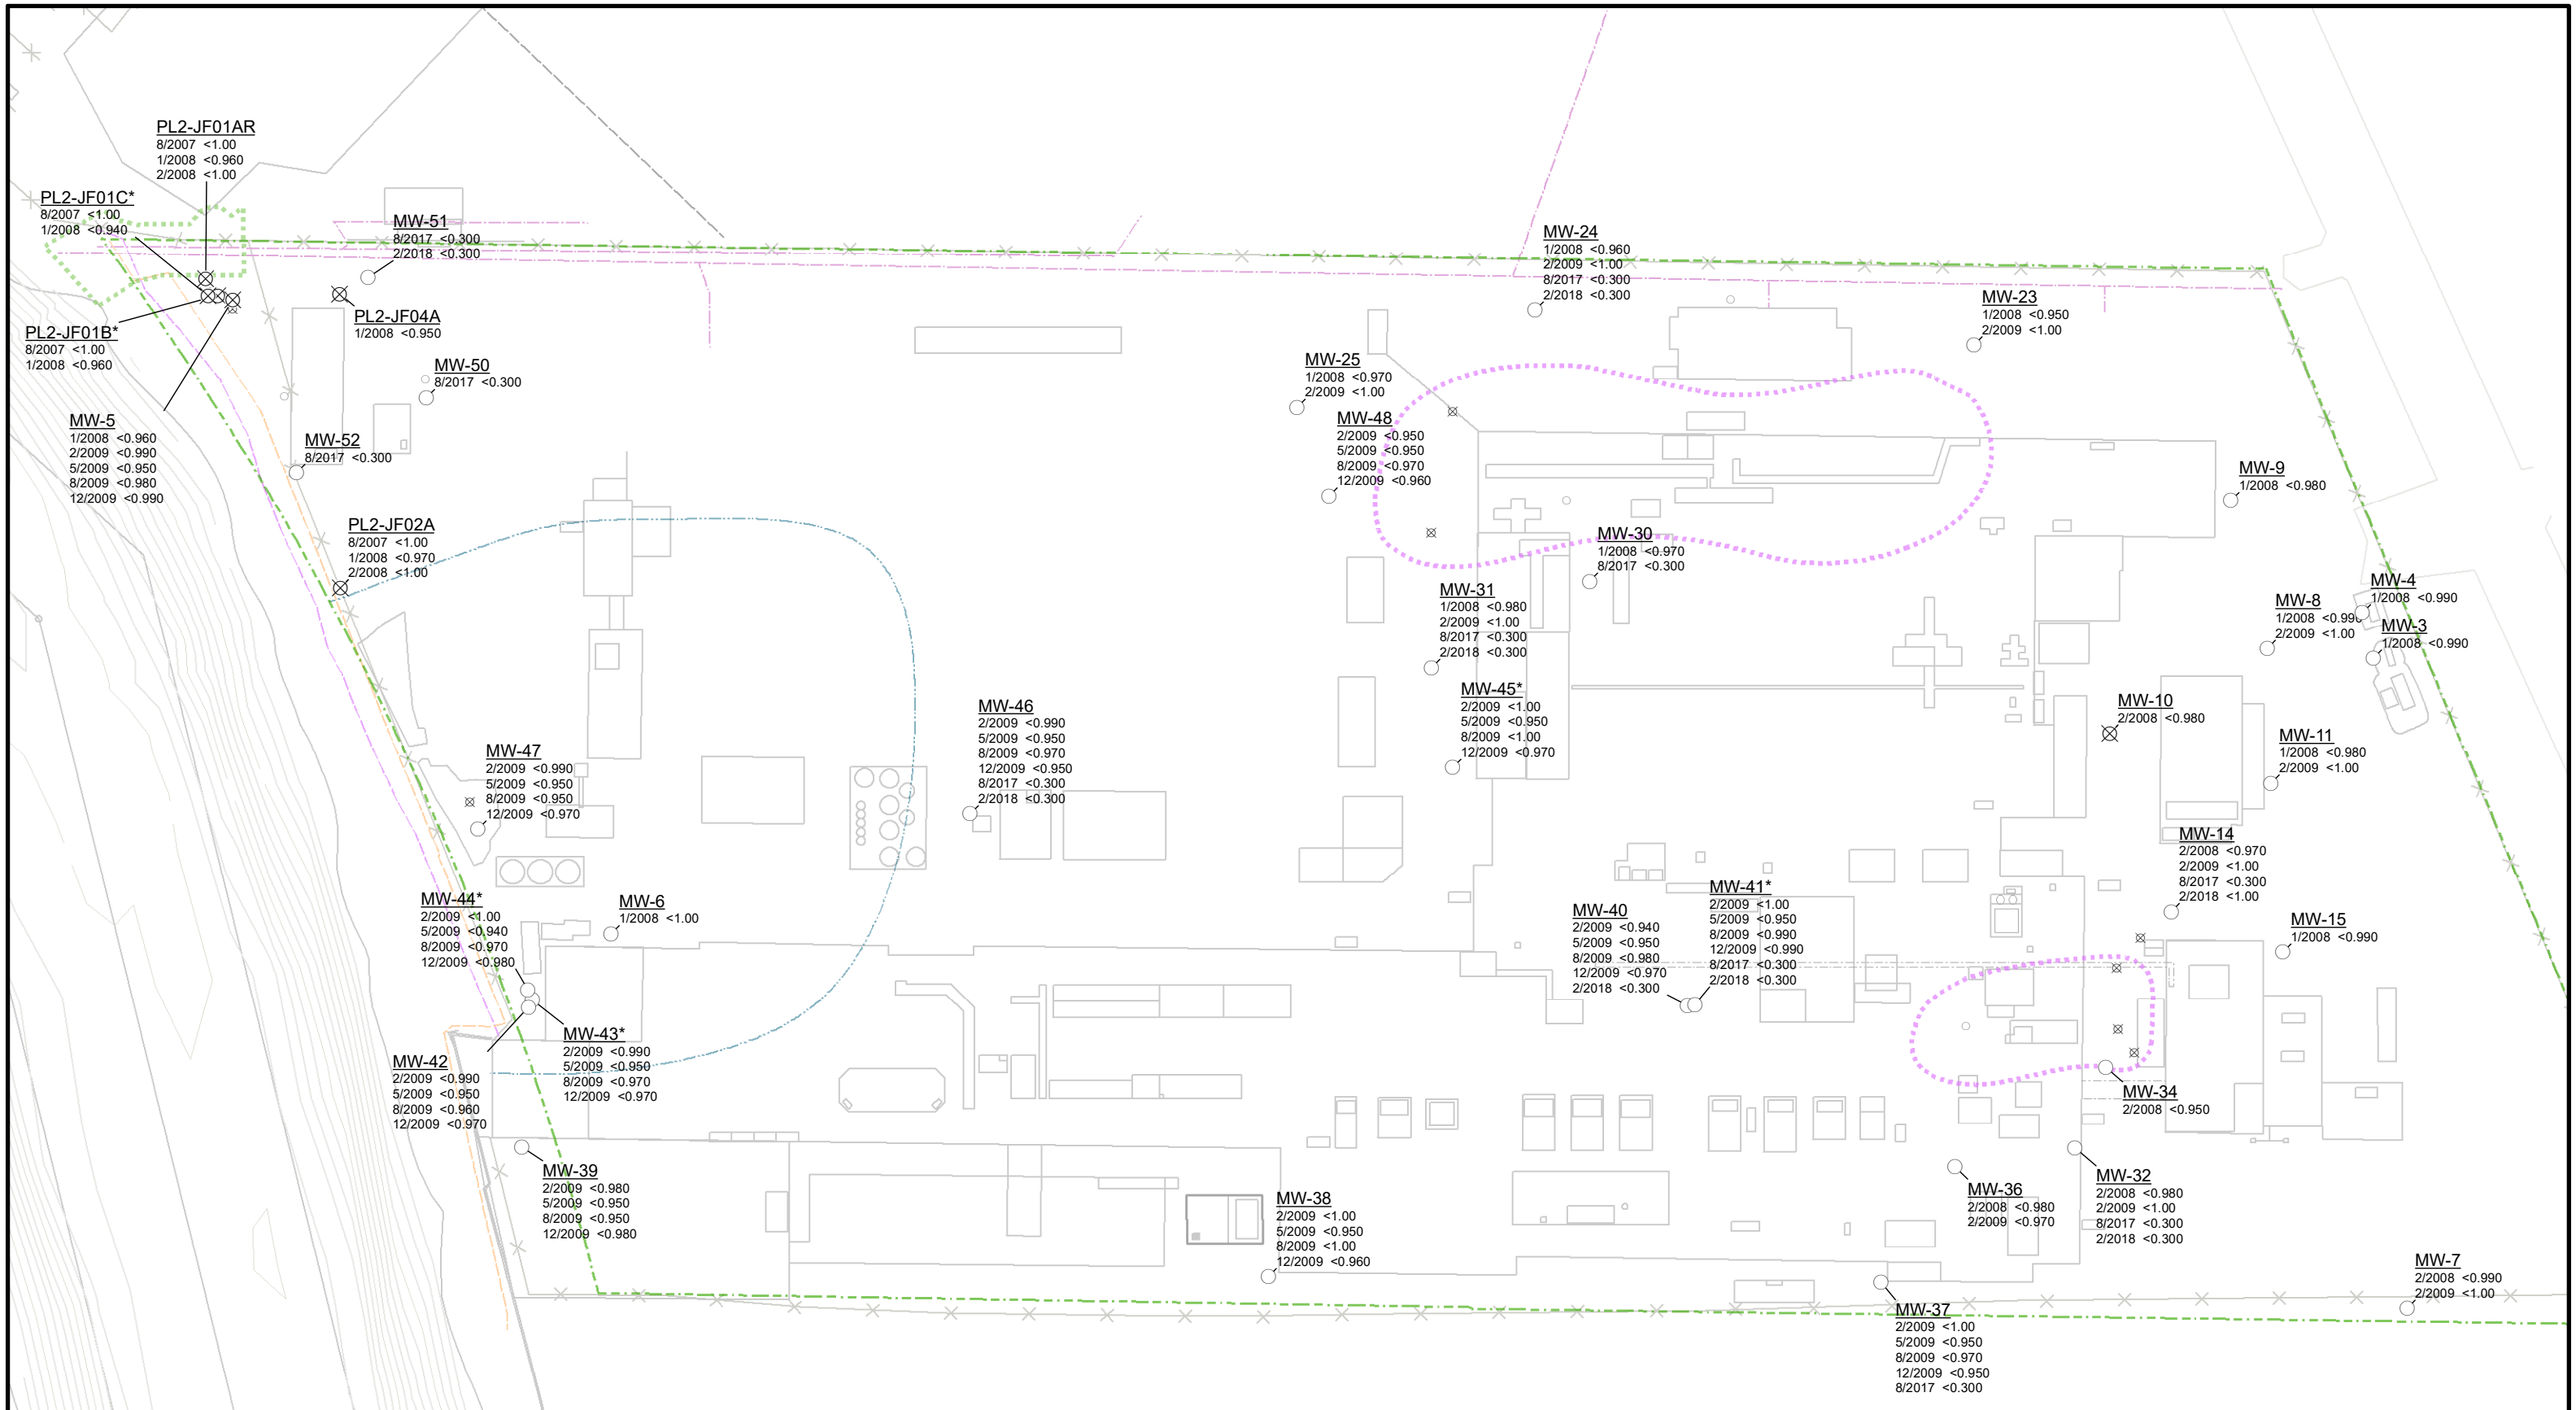 PL2-JF01AR
8/2007 <1.00
1/2008 <0.960
2/2008 <1.00
PL2-JF01C*
8/2007 <1.00
1/2008 <0.940
MW-51
8/2017 <0.300
2/2018 <0.300
PL2-JF04A
1/2008 <0.950
PL2-JF01B*
8/2007 <1.00
1/2008 <0.960
MW-50
8/2017 <0.300
MW-5
1/2008 <0.960
2/2009 <0.990
5/2009 <0.950
8/2009 <0.980
12/2009 <0.990
MW-52
8/2017 <0.300
PL2-JF02A
8/2007 <1.00
1/2008 <0.970
2/2008 <1.00
MW-24
1/2008 <0.960
2/2009 <1.00
8/2017 <0.300
2/2018 <0.300
MW-23
1/2008 <0.950
2/2009 <1.00
MW-25
1/2008 <0.970
2/2009 <1.00
MW-48
2/2009 <0.950
5/2009 <0.950
8/2009 <0.970
12/2009 <0.960
MW-9
1/2008 <0.980
MW-30
1/2008 <0.970
8/2017 <0.300
MW-31
1/2008 <0.980
2/2009 <1.00
8/2017 <0.300
2/2018 <0.300
MW-4
1/2008 <0.990
MW-8
1/2008 <0.990
2/2009 <1.00
MW-3
1/2008 <0.990
MW-45*
2/2009 <1.00
5/2009 <0.950
8/2009 <1.00
12/2009 <0.970
MW-10
2/2008 <0.980
MW-11
1/2008 <0.980
2/2009 <1.00
MW-46
2/2009 <0.990
5/2009 <0.950
8/2009 <0.970
12/2009 <0.950
8/2017 <0.300
2/2018 <0.300
MW-47
2/2009 <0.990
5/2009 <0.950
8/2009 <0.950
12/2009 <0.970
MW-14
2/2008 <0.970
2/2009 <1.00
8/2017 <0.300
2/2018 <1.00
MW-15
1/2008 <0.990
MW-44*
2/2009 <1.00
5/2009 <0.940
8/2009 <0.970
12/2009 <0.980
MW-6
1/2008 <1.00
MW-40
2/2009 <0.940
5/2009 <0.950
8/2009 <0.980
12/2009 <0.970
2/2018 <0.300
MW-41*
2/2009 <1.00
5/2009 <0.950
8/2009 <0.990
12/2009 <0.990
8/2017 <0.300
2/2018 <0.300
MW-43*
2/2009 <0.990
5/2009 <0.950
8/2009 <0.970
12/2009 <0.970
MW-42
2/2009 <0.990
5/2009 <0.950
8/2009 <0.960
12/2009 <0.970
MW-34
2/2008 <0.950
MW-39
2/2009 <0.980
5/2009 <0.950
8/2009 <0.950
12/2009 <0.980
MW-38
2/2009 <1.00
5/2009 <0.950
8/2009 <1.00
12/2009 <0.960
MW-36
2/2008 <0.980
2/2009 <0.970
MW-32
2/2008 <0.980
2/2009 <1.00
8/2017 <0.300
2/2018 <0.300
MW-7
2/2008 <0.990
2/2009 <1.00
MW-37
2/2009 <1.00
5/2009 <0.950
8/2009 <0.970
12/2009 <0.950
8/2017 <0.300